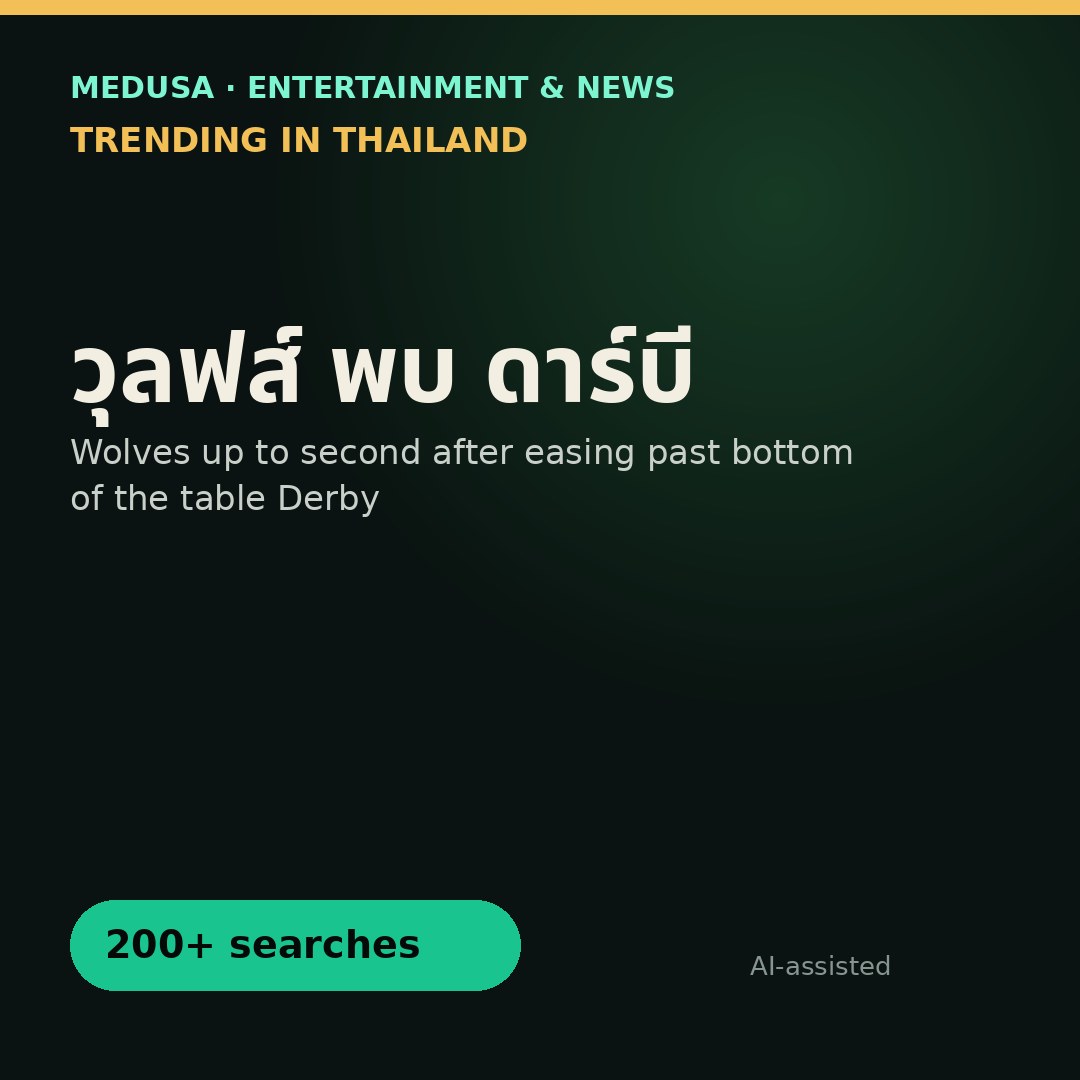 MEDUSA · ENTERTAINMENT & NEWS
TRENDING IN THAILAND
วุลฟส์ พบ ดาร์บี
Wolves up to second after easing past bottom
of the table Derby
200+ searches
AI-assisted